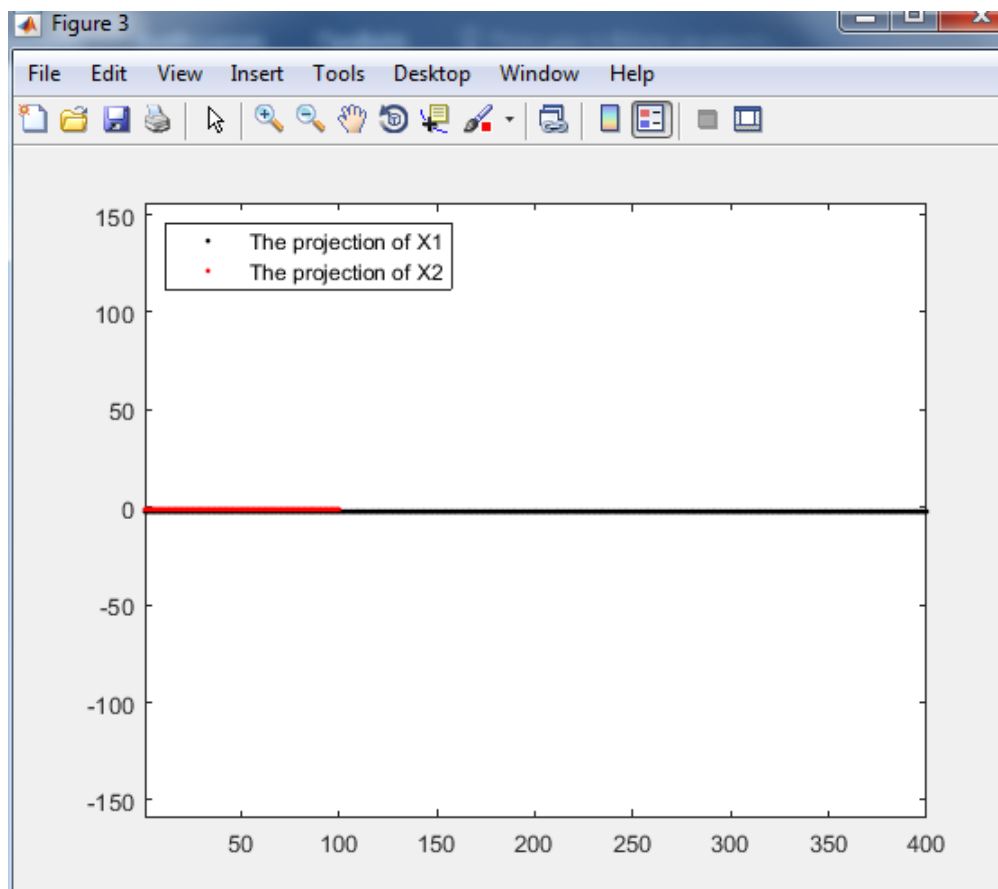 Figure 3
File Edit View Insert Tools Desktop Window Help
The projection of X1
The projection of X2
150
100
50
0
-50
-100
-150
50 100 150 200 250 300 350 400